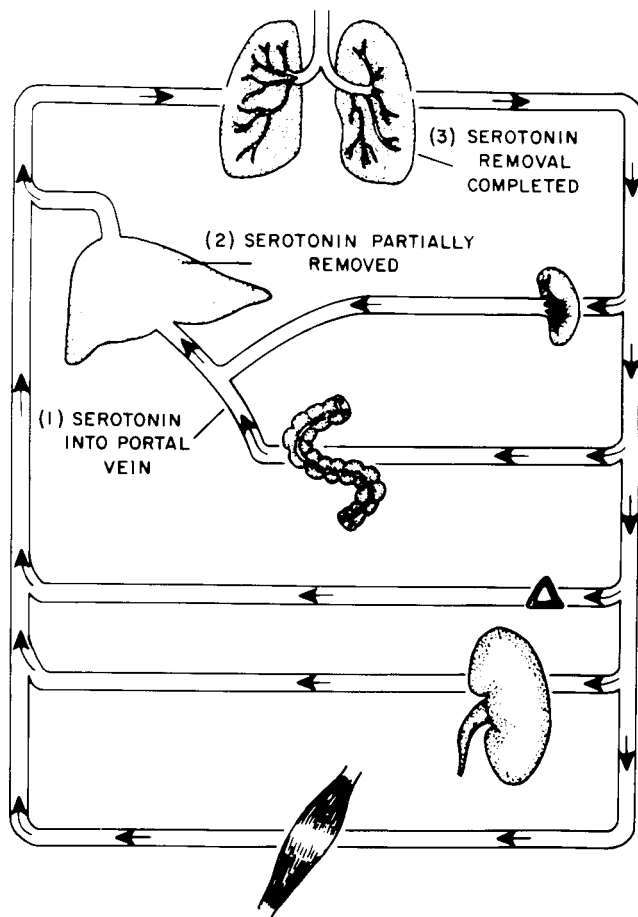 (3) SEROTONIN
REMOVAL
COMPLETED
(2) SEROTONIN PARTIALLY
REMOVED
(1) SEROTONIN
INTO PORTAL
VEIN